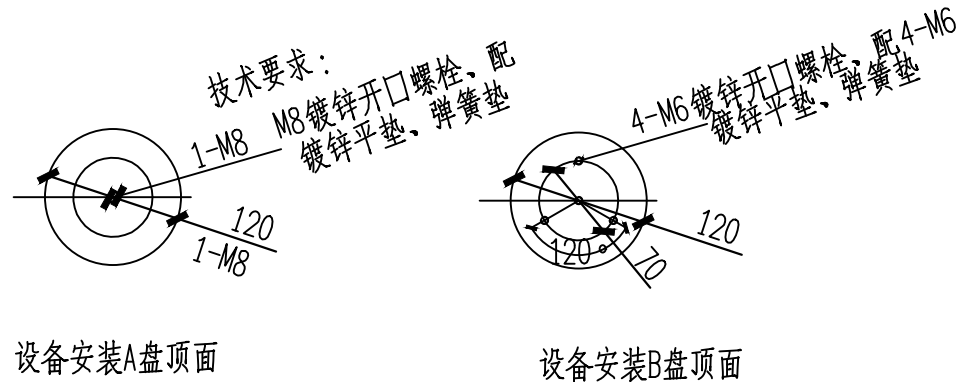 技术要求：
M8镀锌开口螺栓、配
镀锌平垫、弹簧垫
1-M8
120
1-M8
设备安装A盘顶面
4-M6镀锌开口螺栓、配4-M6
镀锌平垫、弹簧垫
120
120°
70
设备安装B盘顶面